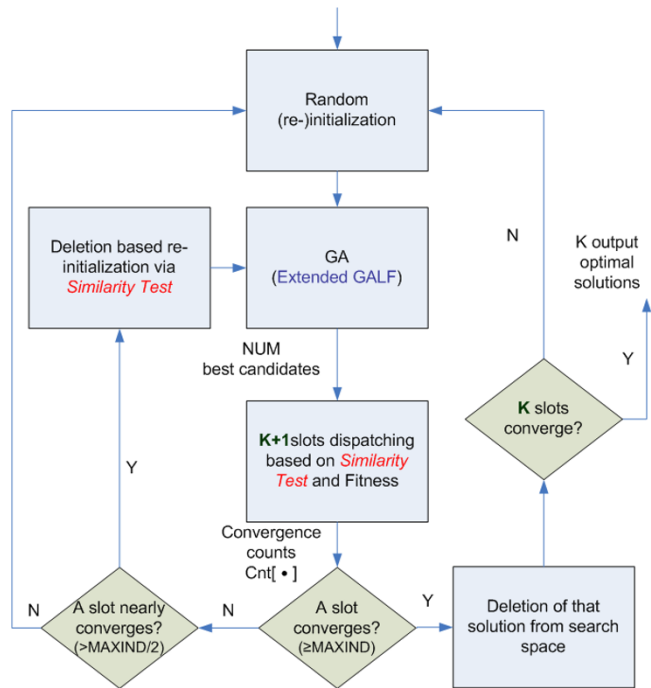 Random
(re-)initialization
Deletion based re-
initialization via
Similarity Test
GA
(Extended GALF)
N
K output
optimal
solutions
NUM
best candidates
Y
K slots
converge?
K+1slots dispatching
based on Similarity
Test and Fitness
Y
Convergence
counts
Cnt[ • ]
N
A slot nearly
converges?
(>MAXIND/2)
N
A slot
converges?
(≥MAXIND)
Y
Deletion of that
solution from search
space